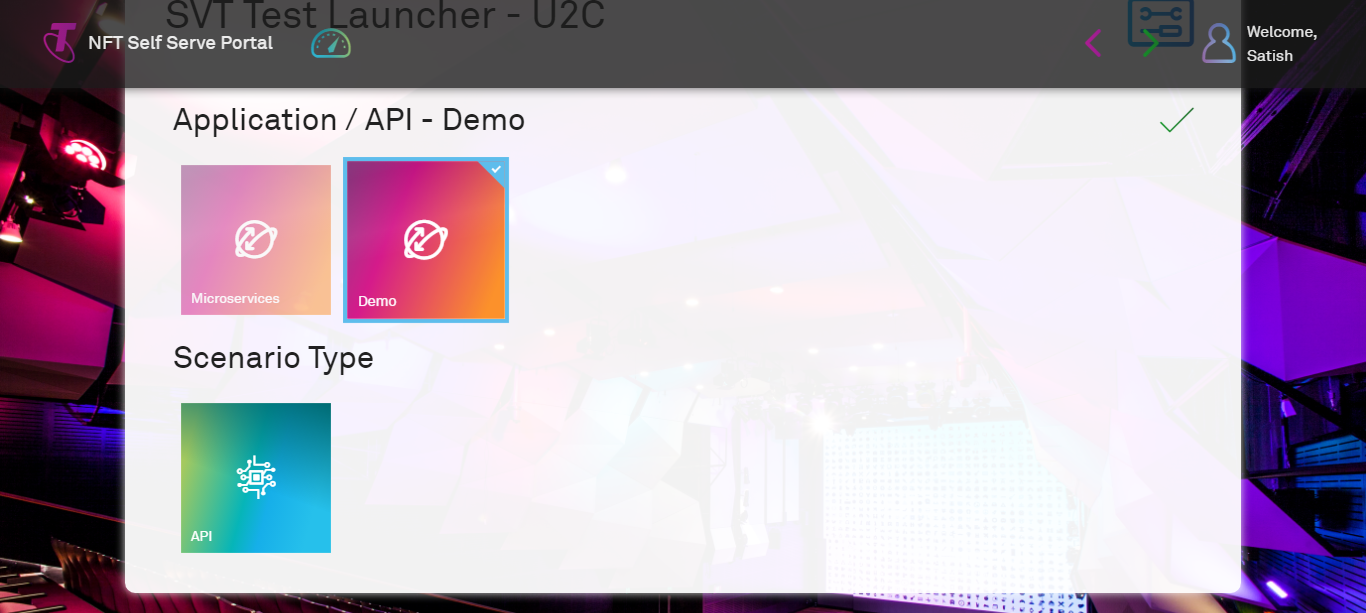 SVT Test Launcher - U2C
NFT Self Serve Portal
Welcome,
Satish
Application / API - Demo
Microservices
Demo
Scenario Type
API